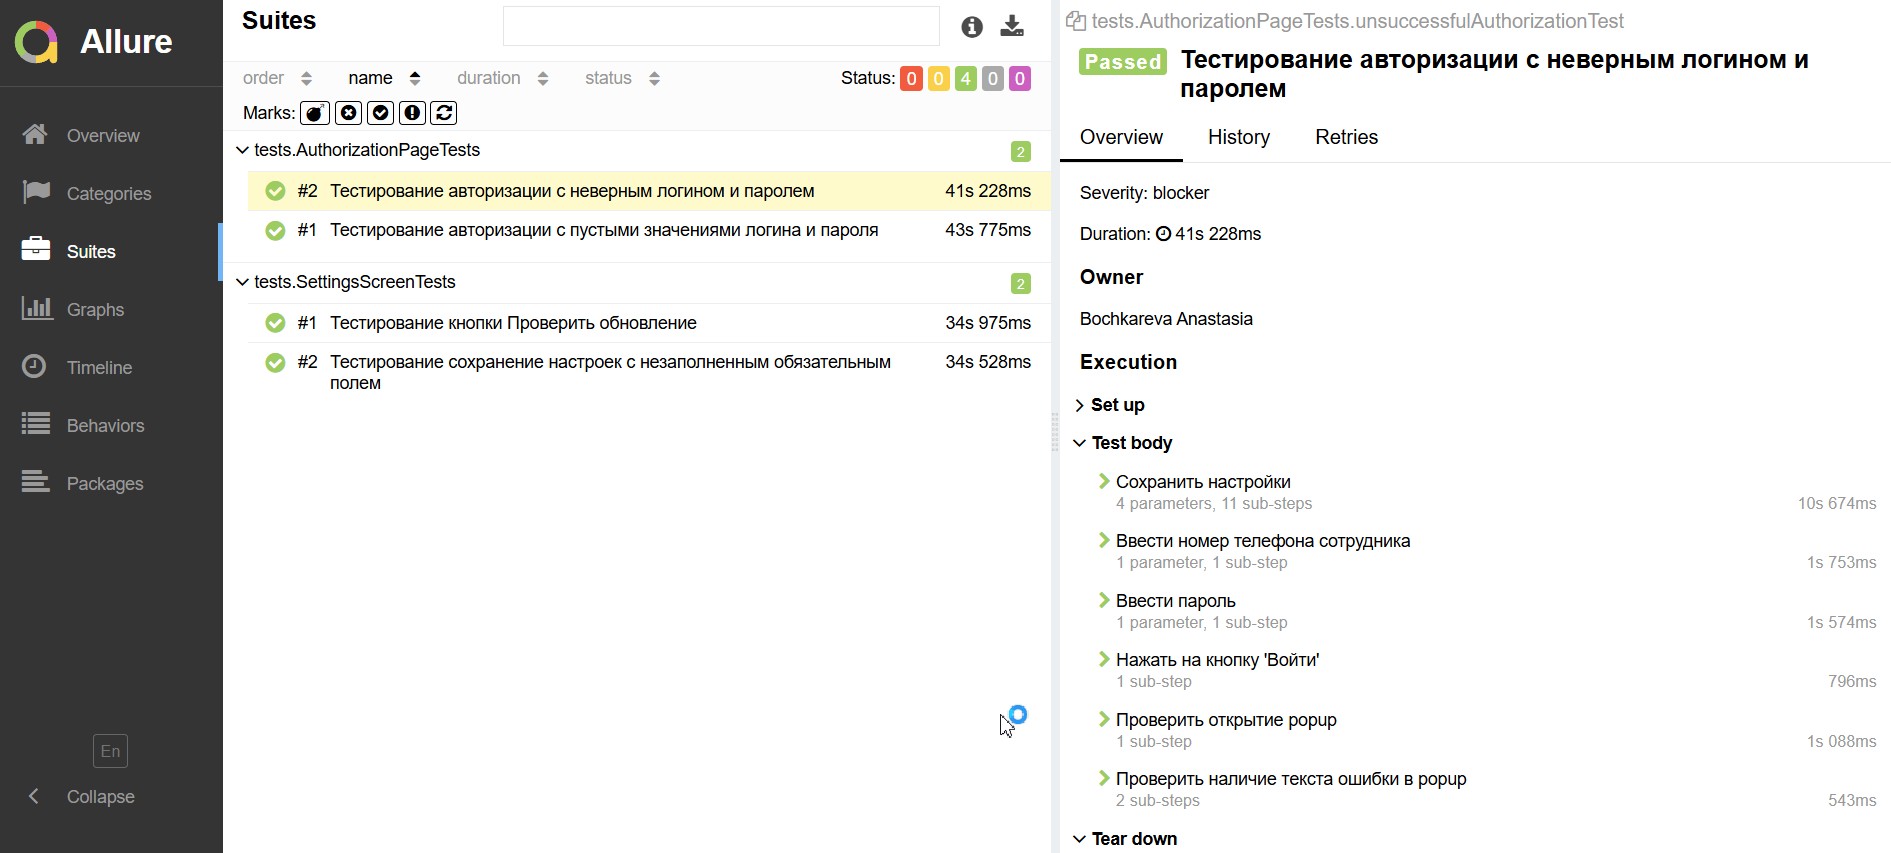 Allure
Overview
Categories
Suites
Graphs
Timeline
Behaviors
Packages
En
Collapse
Suites
order name duration status Status: 0 0 4 0 0
Marks:
tests.AuthorizationPageTests 2
#2 Тестирование авторизации с неверным логином и паролем 41s 228ms
#1 Тестирование авторизации с пустыми значениями логина и пароля 43s 775ms
tests.SettingsScreenTests 2
#1 Тестирование кнопки Проверить обновление 34s 975ms
#2 Тестирование сохранение настроек с незаполненным обязательным 34s 528ms
полем
tests.AuthorizationPageTests.unsuccessfulAuthorizationTest
Passed Тестирование авторизации с неверным логином и
паролем
Overview History Retries
Severity: blocker
Duration: 41s 228ms
Owner
Bochkareva Anastasia
Execution
Set up
Test body
Сохранить настройки
4 parameters, 11 sub-steps 10s 674ms
Ввести номер телефона сотрудника
1 parameter, 1 sub-step 1s 753ms
Ввести пароль
1 parameter, 1 sub-step 1s 574ms
Нажать на кнопку 'Войти'
1 sub-step 796ms
Проверить открытие popup
1 sub-step 1s 088ms
Проверить наличие текста ошибки в popup
2 sub-steps 543ms
Tear down